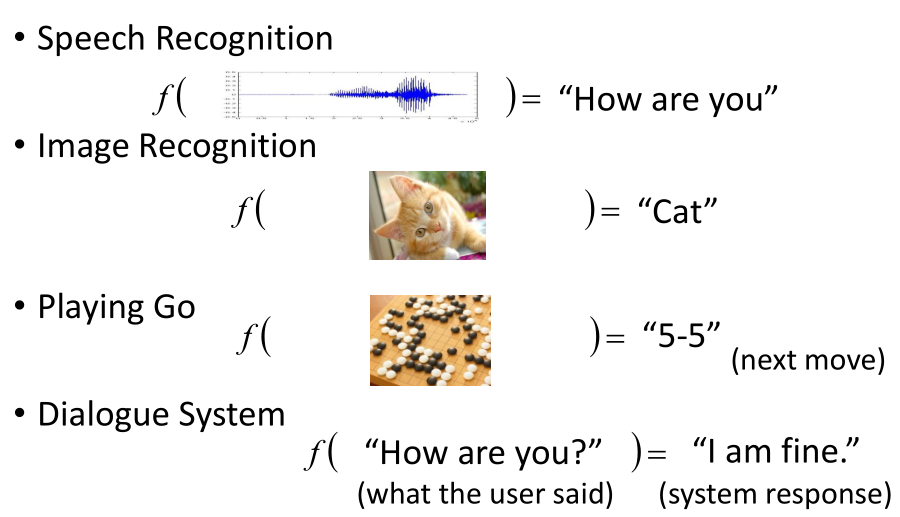 • Speech Recognition
f( )= “How are you”
• Image Recognition
f( )= “Cat”
• Playing Go
f( )= “5-5”
(next move)
• Dialogue System
f( “How are you?” )= “I am fine.”
(what the user said) (system response)